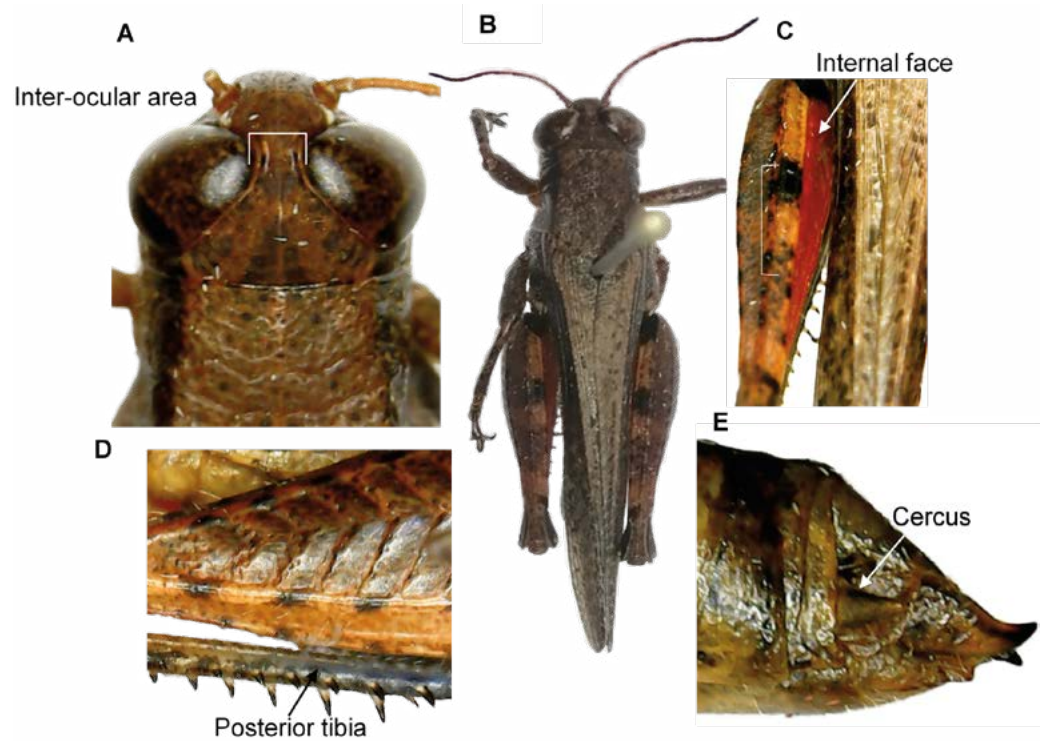 A
B
C
Internal face
Inter-ocular area
D
E
Cercus
Posterior tibia